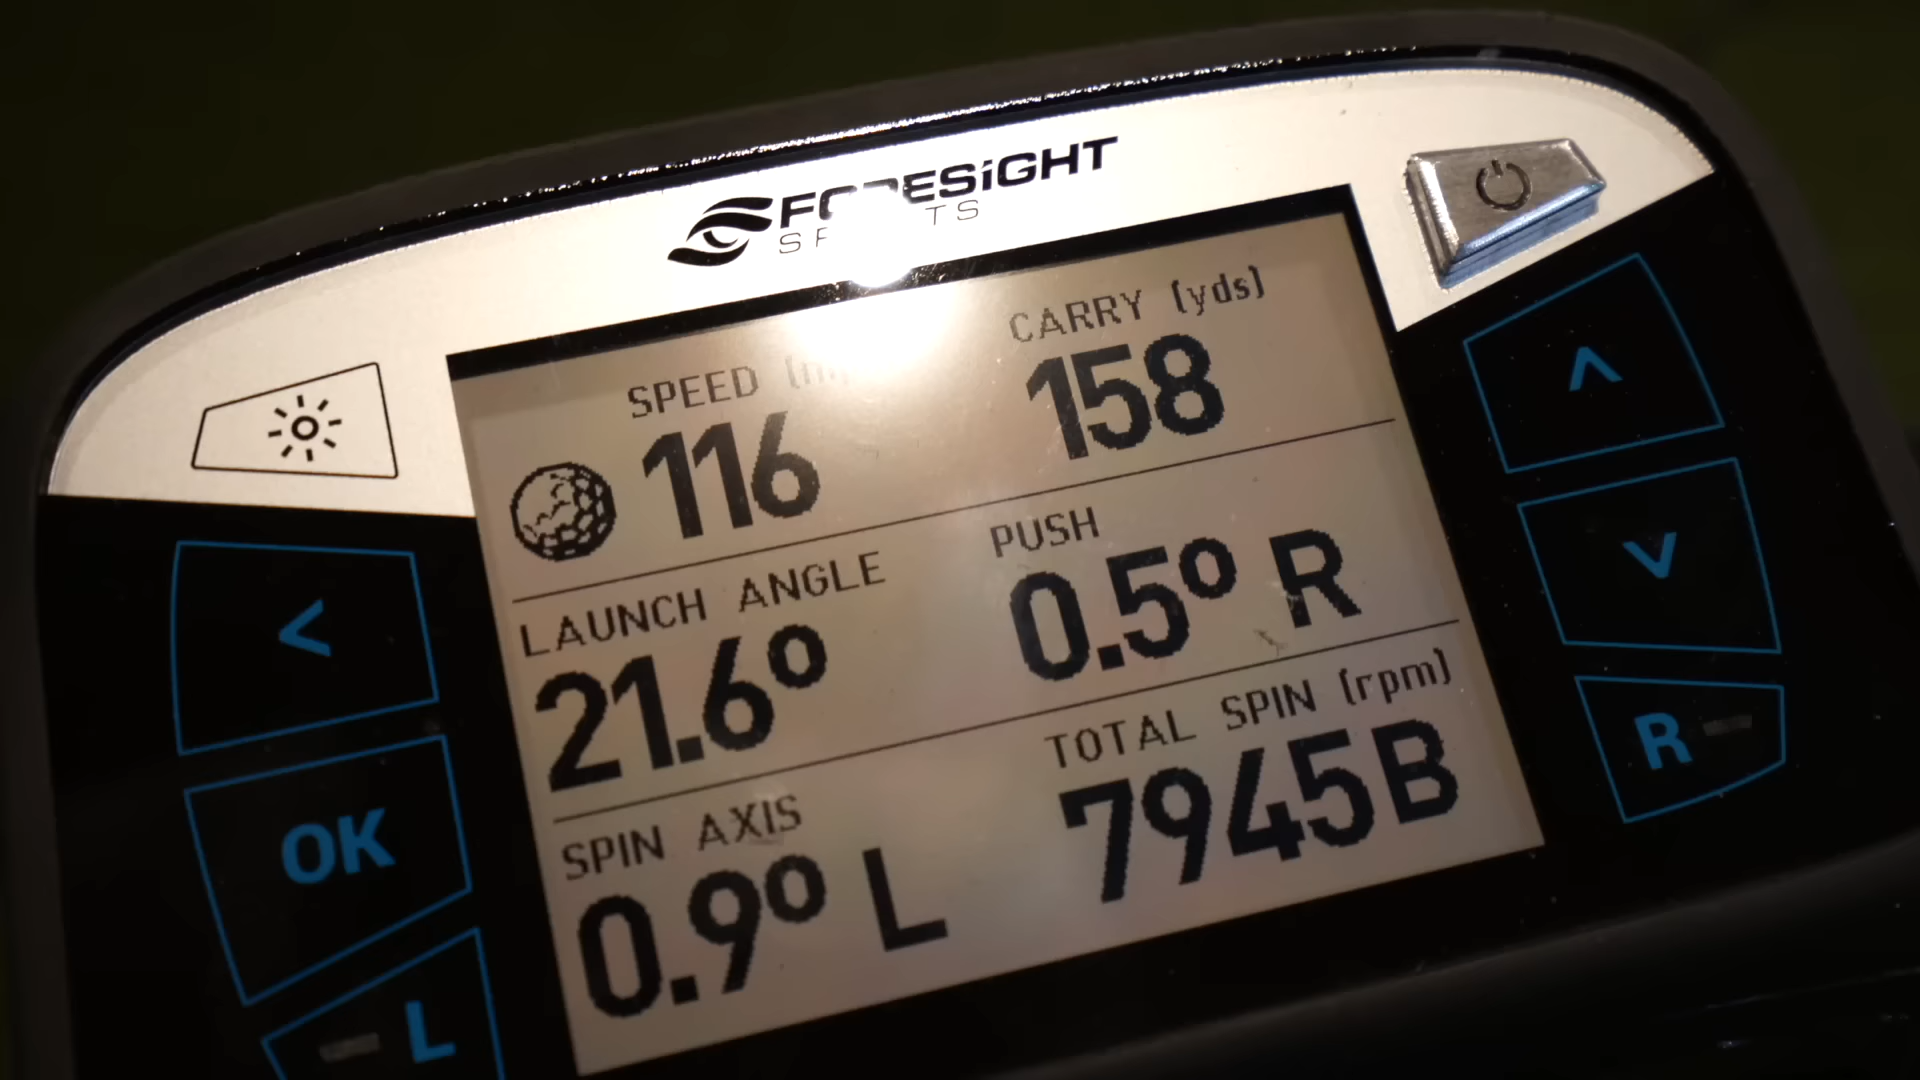 FORESiGHT
SPEED
CARRY (yds)
116
158
LAUNCH ANGLE
PUSH
21.6°
0.5° R
SPIN AXIS
TOTAL SPIN (rpm)
0.9° L
7945B
<
OK
L
^
v
R